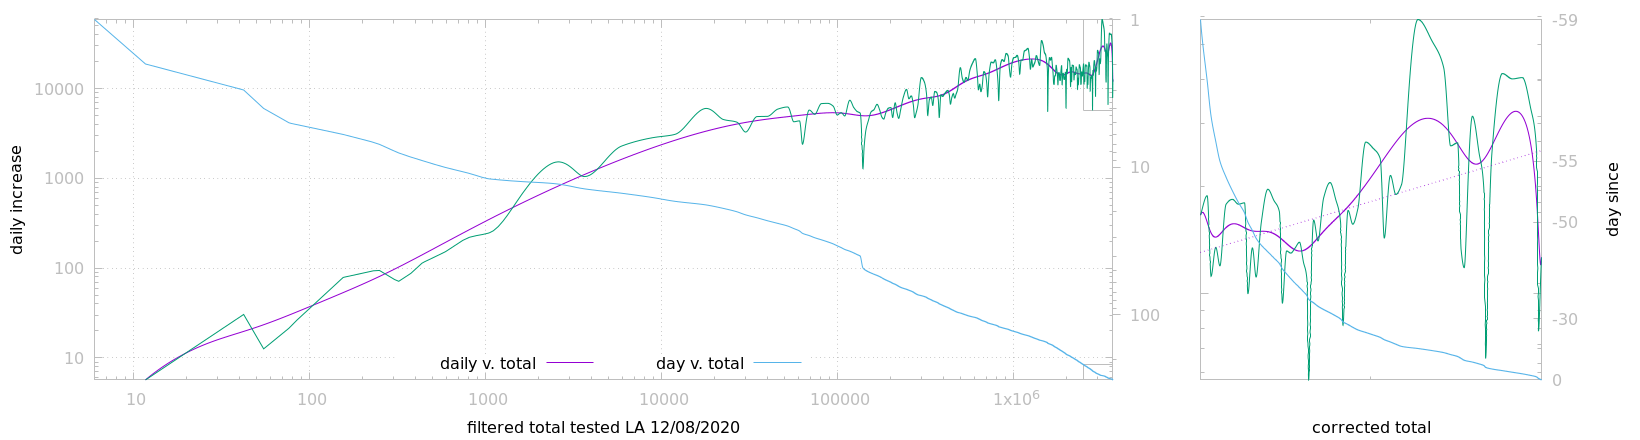 daily increase
10000
1000
100
10
10
100
1000
10000
100000
1x10^6
1
10
100
daily v. total
day v. total
filtered total tested LA 12/08/2020
-59
-55
-50
-30
0
day since
corrected total